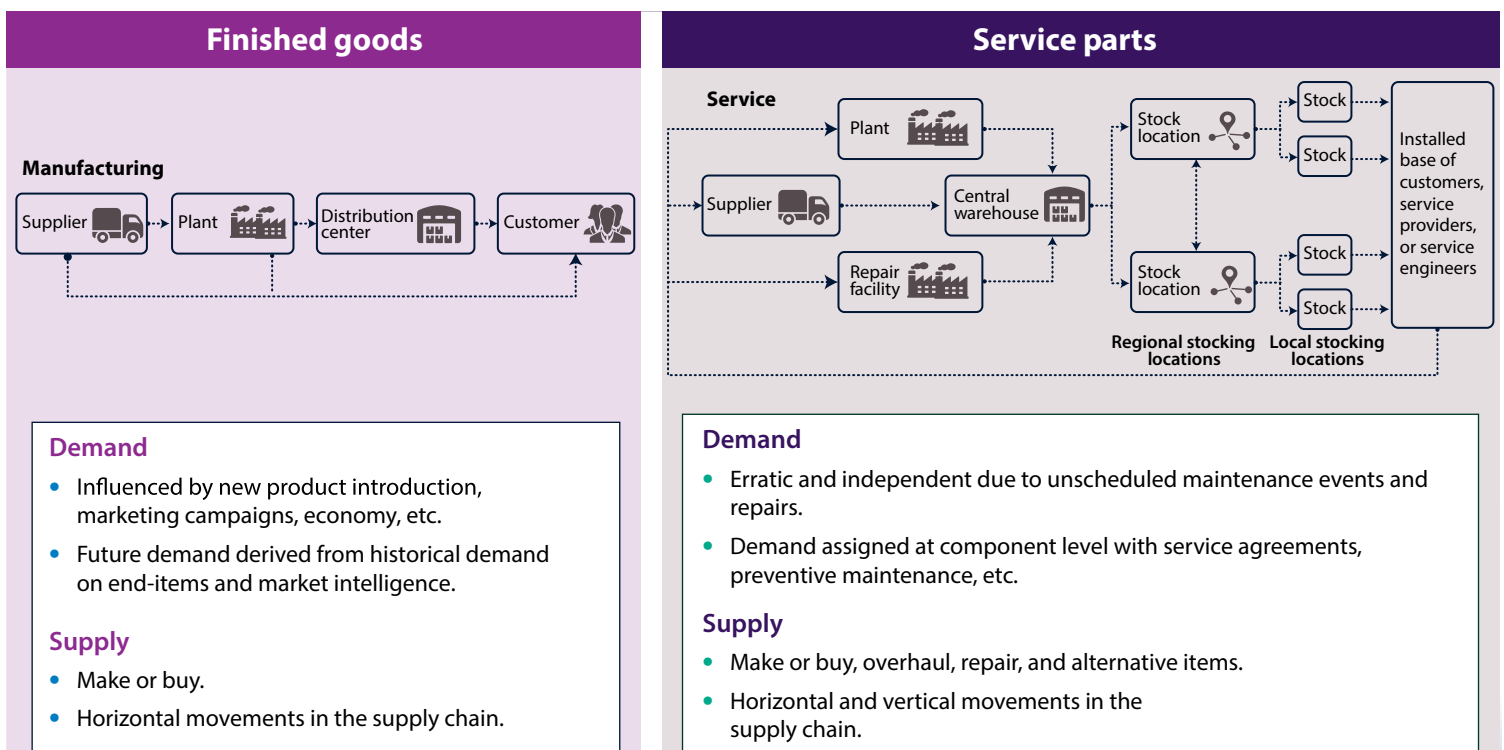 Finished goods
Manufacturing
Supplier
Plant
Distribution
center
Customer
Demand
Influenced by new product introduction,
marketing campaigns, economy, etc.
Future demand derived from historical demand
on end-items and market intelligence.
Supply
Make or buy.
Horizontal movements in the supply chain.
Service parts
Service
Plant
Supplier
Repair
facility
Central
warehouse
Stock
location
Stock
location
Regional stocking
locations
Stock
Stock
Stock
Stock
Local stocking
locations
Installed
base of
customers,
service
providers,
or service
engineers
Demand
Erratic and independent due to unscheduled maintenance events and
repairs.
Demand assigned at component level with service agreements,
preventive maintenance, etc.
Supply
Make or buy, overhaul, repair, and alternative items.
Horizontal and vertical movements in the
supply chain.